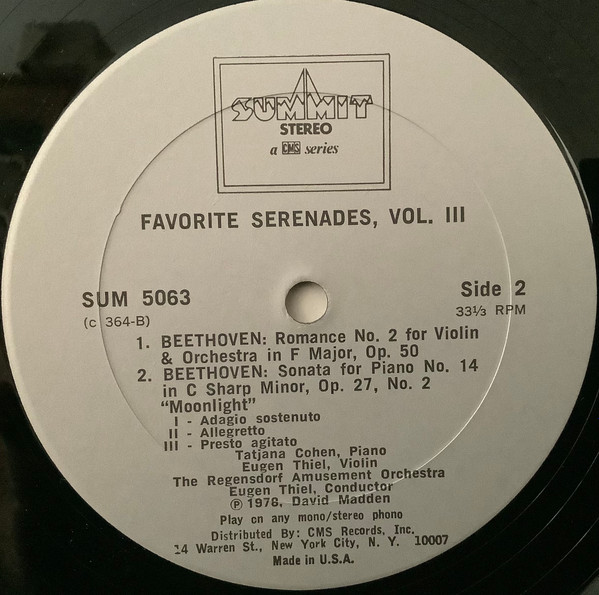 SUMMIT
STEREO
a CMS series
FAVORITE SERENADES, VOL. III
SUM 5063
(c 364-B)
Side 2
33⅓ RPM
1. BEETHOVEN: Romance No. 2 for Violin
& Orchestra in F Major, Op. 50
2. BEETHOVEN: Sonata for Piano No. 14
in C Sharp Minor, Op. 27, No. 2
“Moonlight”
I - Adagio sostenuto
II - Allegretto
III - Presto agitato
Tatjana Cohen, Piano
Eugen Thiel, Violin
The Regensdorf Amusement Orchestra
Eugen Thiel, Conductor
Ⓟ 1976, David Madden
Play on any mono/stereo phono
Distributed By: CMS Records, Inc.
14 Warren St., New York City, N. Y. 10007
Made in U.S.A.